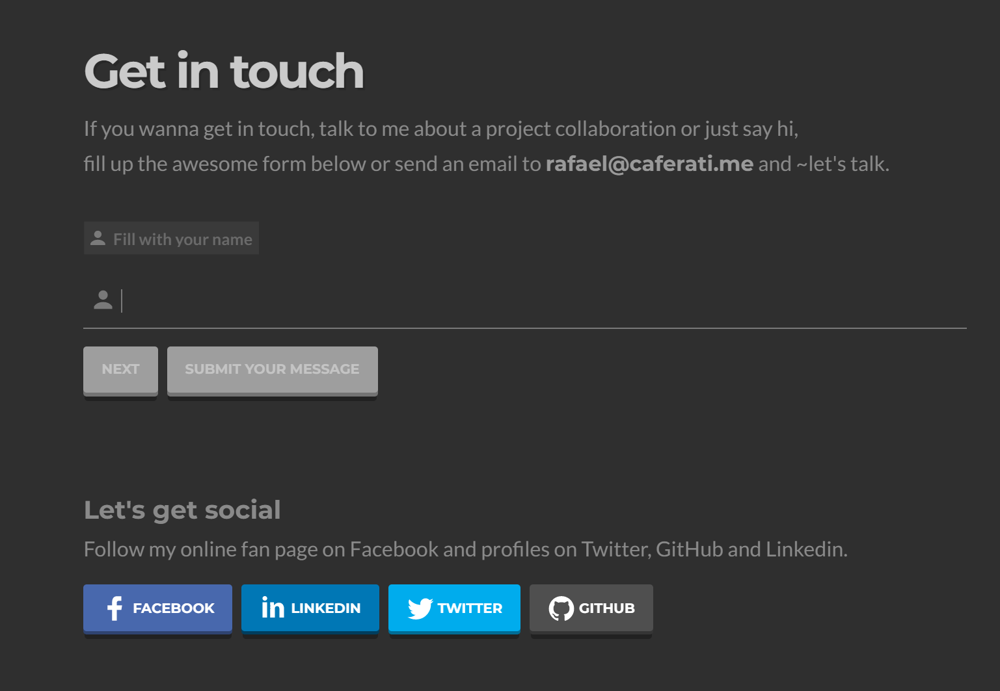 Get in touch
If you wanna get in touch, talk to me about a project collaboration or just say hi,
fill up the awesome form below or send an email to rafael@caferati.me and ~let's talk.
Fill with your name
NEXT SUBMIT YOUR MESSAGE
Let's get social
Follow my online fan page on Facebook and profiles on Twitter, GitHub and Linkedin.
FACEBOOK LINKEDIN TWITTER GITHUB